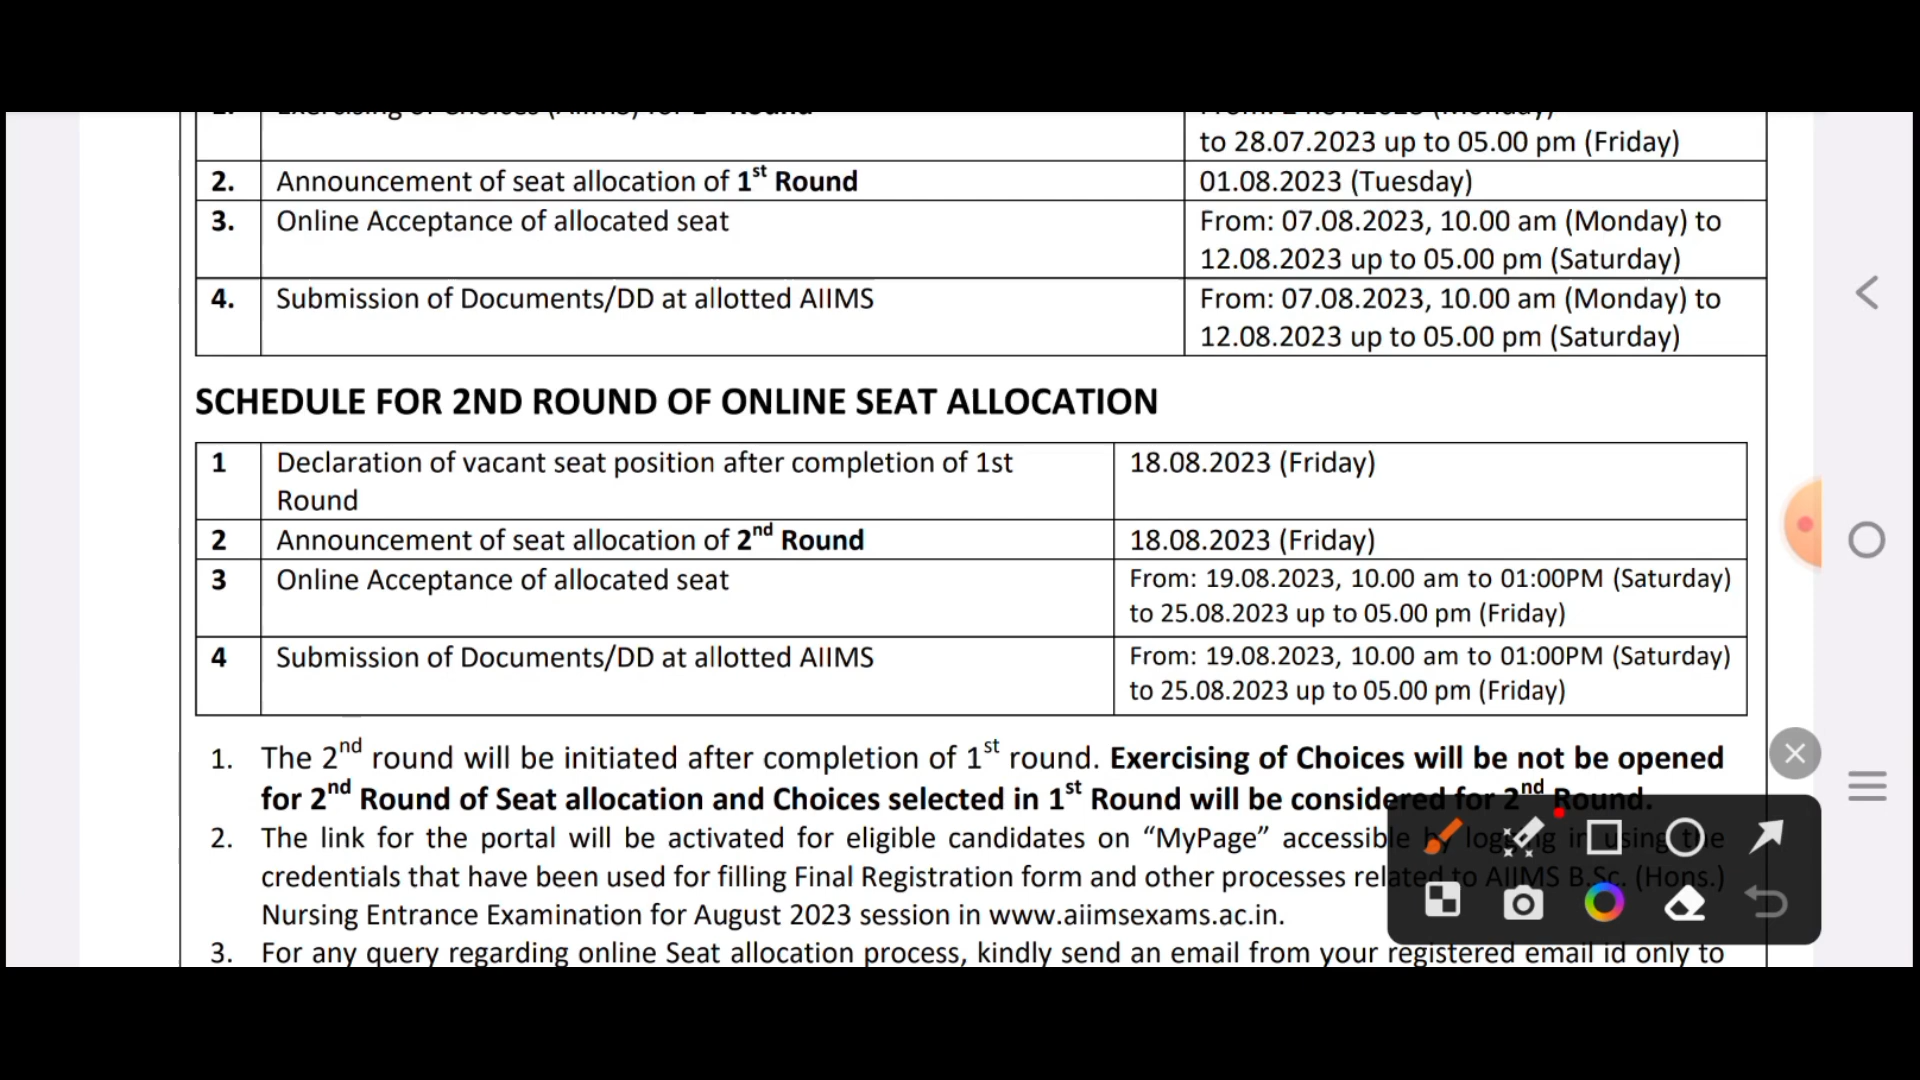 to 28.07.2023 up to 05.00 pm (Friday)
2. Announcement of seat allocation of 1st Round 01.08.2023 (Tuesday)
3. Online Acceptance of allocated seat From: 07.08.2023, 10.00 am (Monday) to
12.08.2023 up to 05.00 pm (Saturday)
4. Submission of Documents/DD at allotted AIIMS From: 07.08.2023, 10.00 am (Monday) to
12.08.2023 up to 05.00 pm (Saturday)
SCHEDULE FOR 2ND ROUND OF ONLINE SEAT ALLOCATION
1 Declaration of vacant seat position after completion of 1st 18.08.2023 (Friday)
Round
2 Announcement of seat allocation of 2nd Round 18.08.2023 (Friday)
3 Online Acceptance of allocated seat From: 19.08.2023, 10.00 am to 01:00PM (Saturday)
to 25.08.2023 up to 05.00 pm (Friday)
4 Submission of Documents/DD at allotted AIIMS From: 19.08.2023, 10.00 am to 01:00PM (Saturday)
to 25.08.2023 up to 05.00 pm (Friday)
1. The 2nd round will be initiated after completion of 1st round. Exercising of Choices will be not be opened
for 2nd Round of Seat allocation and Choices selected in 1st Round will be considered for 2nd Round.
2. The link for the portal will be activated for eligible candidates on “MyPage” accessible by logging in using the
credentials that have been used for filling Final Registration form and other processes related to AIIMS B.Sc. (Hons.)
Nursing Entrance Examination for August 2023 session in www.aiimsexams.ac.in.
3. For any query regarding online Seat allocation process, kindly send an email from your registered email id only to